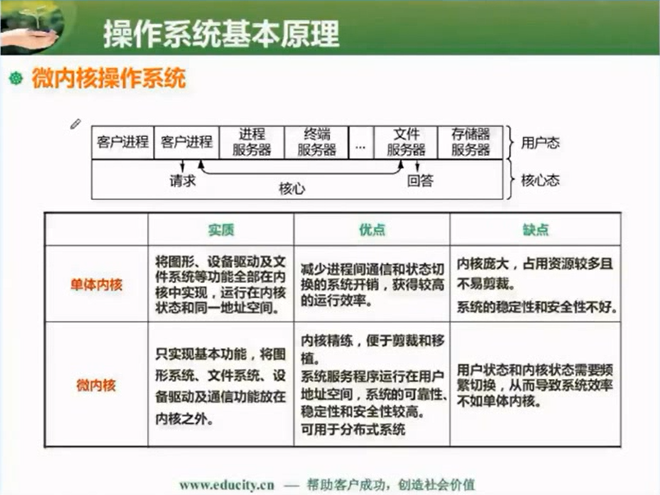 操作系统基本原理
微内核操作系统
客户进程 客户进程 进程服务器 终端服务器 ... 文件服务器 存储器服务器 用户态
请求 核心 回答 核心态
实质 优点 缺点
单体内核
将图形、设备驱动及文
件系统等功能全部在内
核中实现，运行在内核
状态和同一地址空间。
减少进程间通信和状态切
换的系统开销，获得较高
的运行效率。
内核庞大，占用资源较多且
不易剪裁。
系统的稳定性和安全性不好。
微内核
只实现基本功能，将图
形系统、文件系统、设
备驱动及通信功能放在
内核之外。
内核精练，便于剪裁和移
植。
系统服务程序运行在用户
地址空间，系统的可靠性、
稳定性和安全性较高。
可用于分布式系统
用户状态和内核状态需要频
繁切换，从而导致系统效率
不如单体内核。
www.educity.cn — 帮助客户成功，创造社会价值